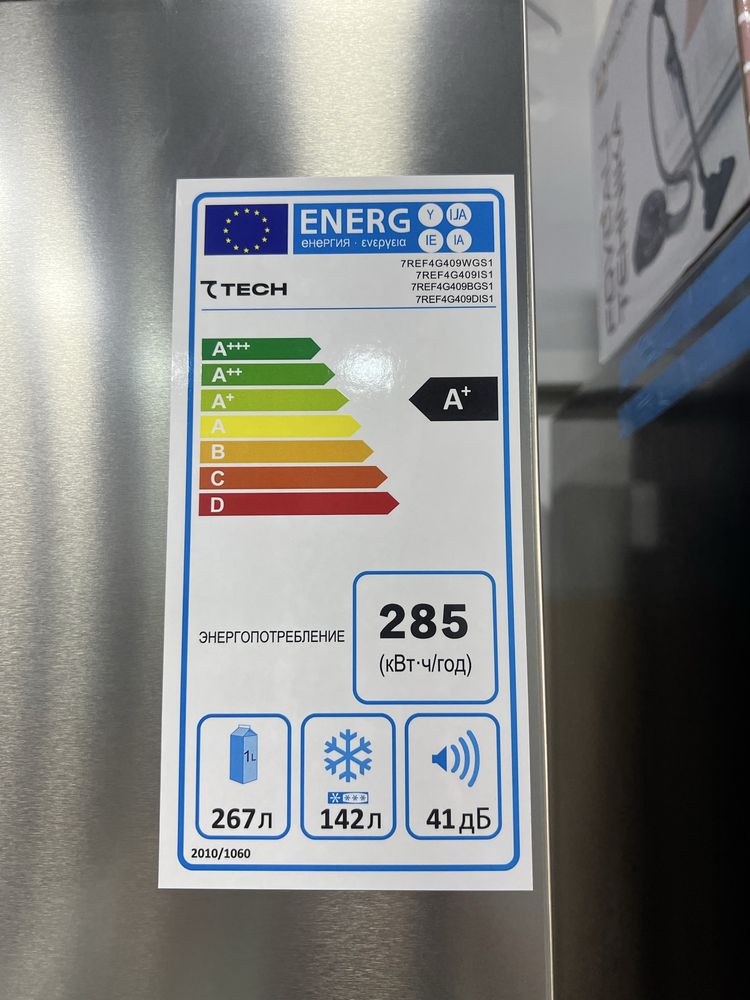 ENERG
Y
IJA
IE
IA
енергия · ενεργεια
7REF4G409WGS1
7REF4G409IS1
7REF4G409BGS1
7REF4G409DIS1
TECH
A+++
A++
A+
A
B
C
D
A+
ЭНЕРГОПОТРЕБЛЕНИЕ
285
(кВт·ч/год)
1L
267л
142л
41дБ
2010/1060